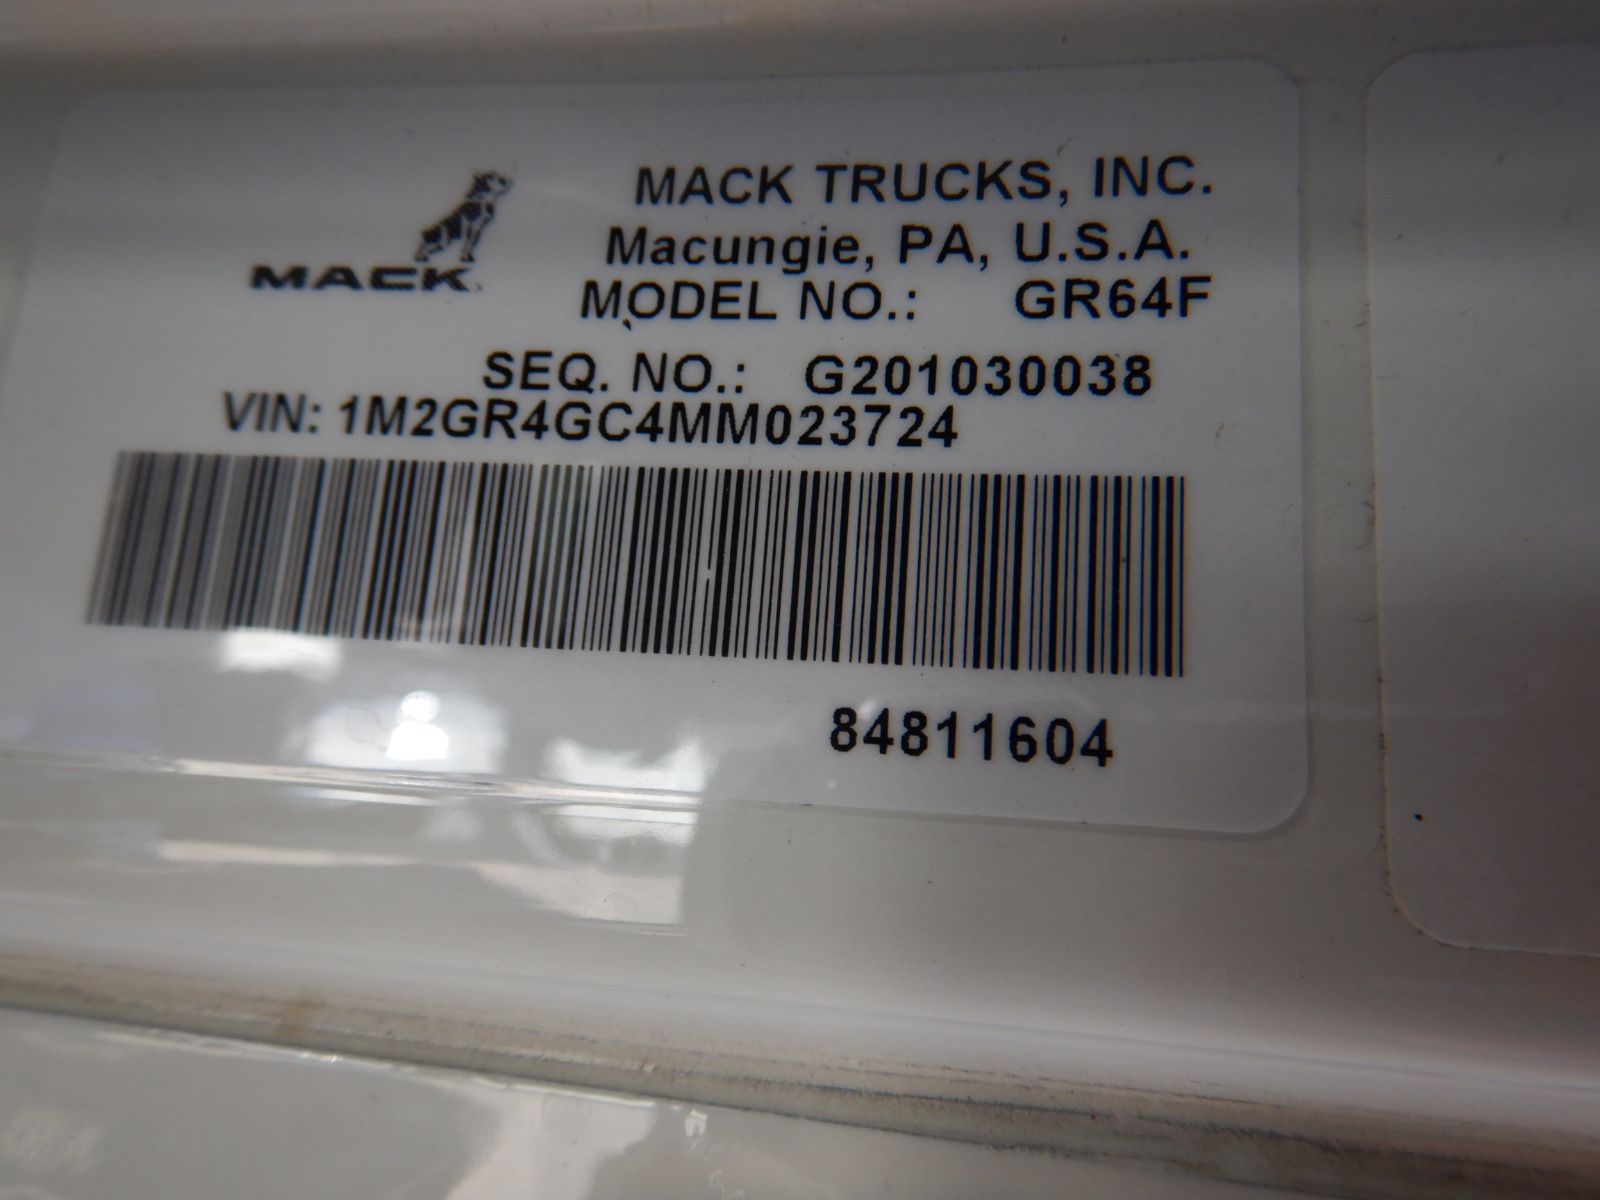 MACK
MACK TRUCKS, INC.
Macungie, PA, U.S.A.
MODEL NO.: GR64F
SEQ. NO.: G201030038
VIN: 1M2GR4GC4MM023724
84811604